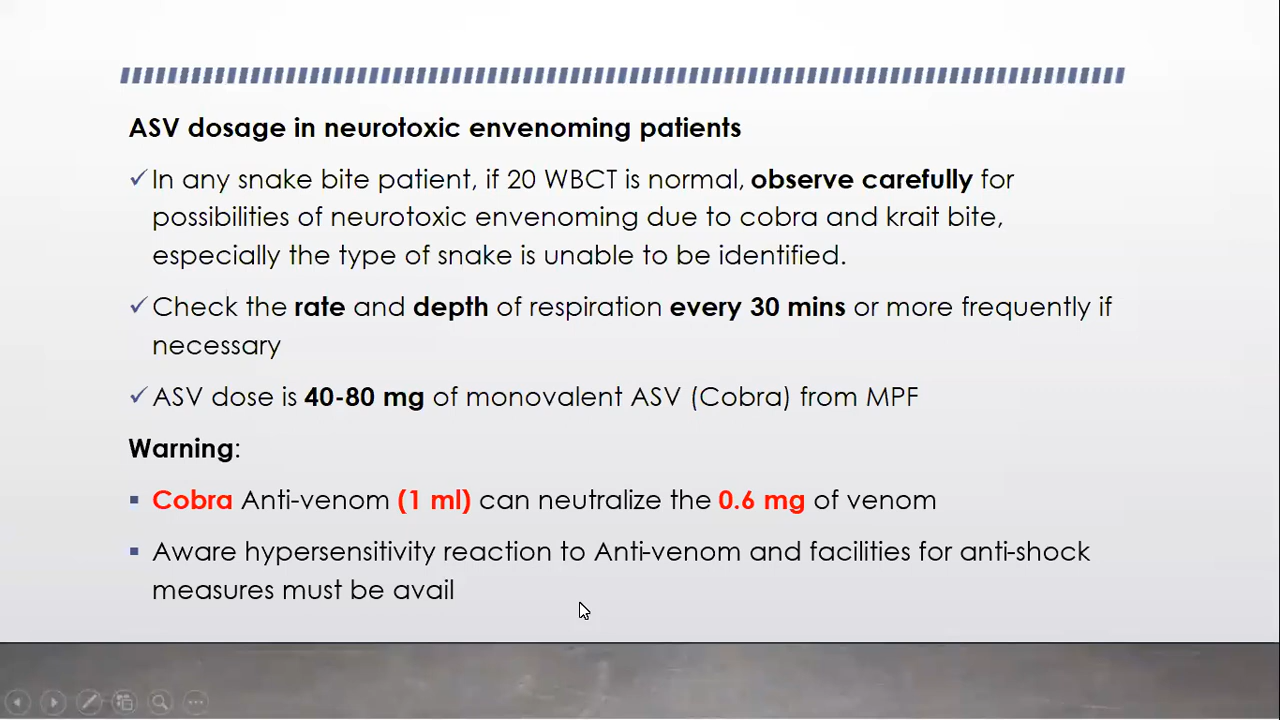 ASV dosage in neurotoxic envenoming patients
✓In any snake bite patient, if 20 WBCT is normal, observe carefully for
possibilities of neurotoxic envenoming due to cobra and krait bite,
especially the type of snake is unable to be identified.
✓Check the rate and depth of respiration every 30 mins or more frequently if
necessary
✓ASV dose is 40-80 mg of monovalent ASV (Cobra) from MPF
Warning:
▪ Cobra Anti-venom (1 ml) can neutralize the 0.6 mg of venom
▪ Aware hypersensitivity reaction to Anti-venom and facilities for anti-shock
measures must be avail